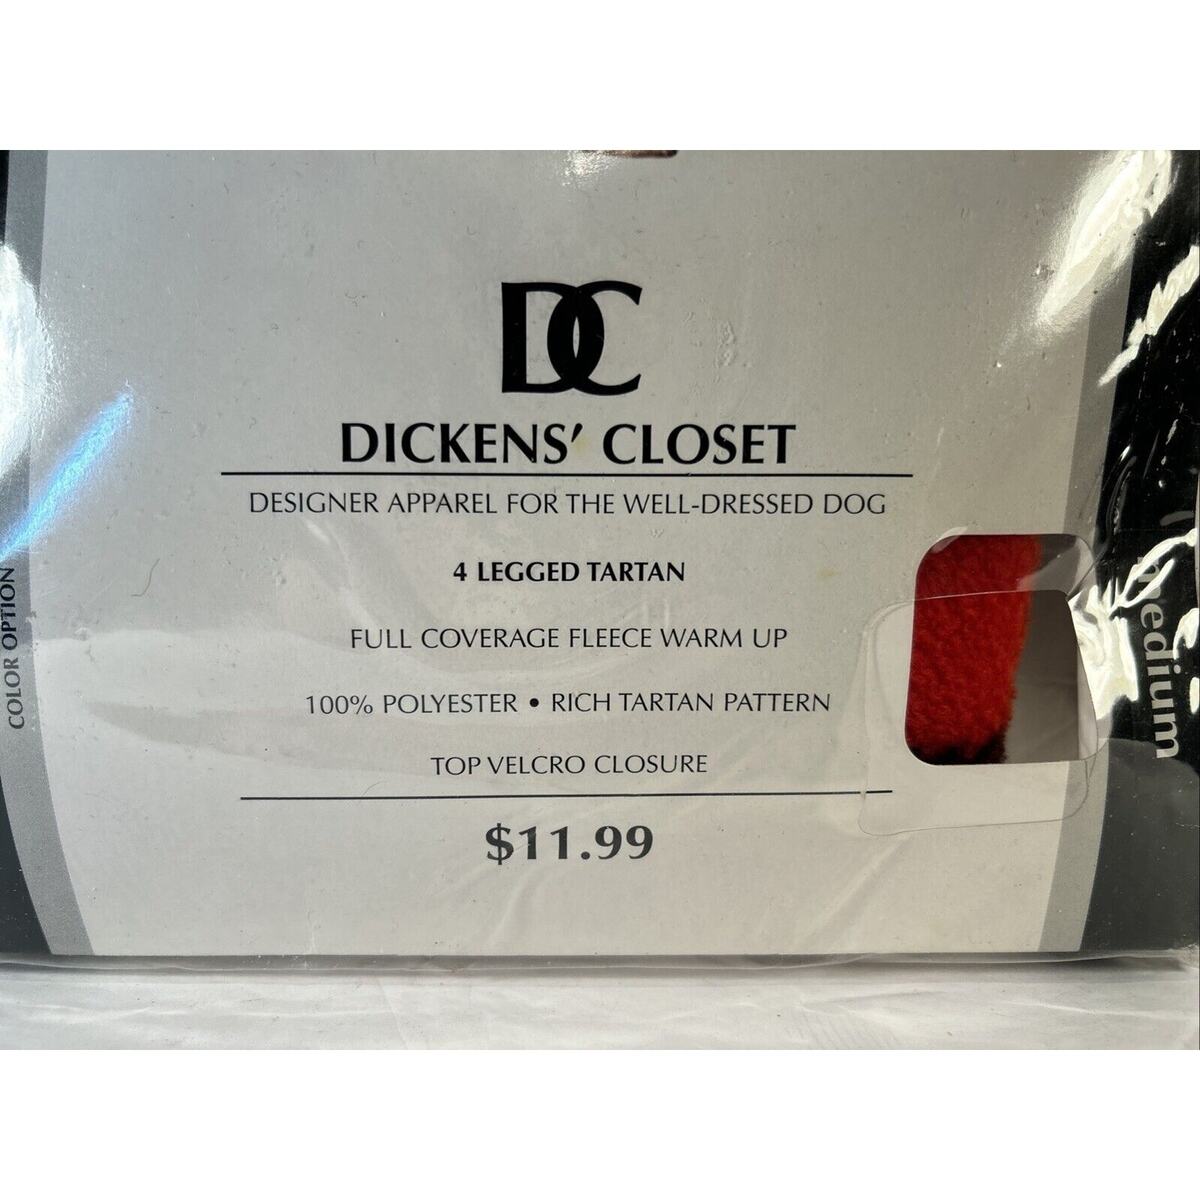 DC
DICKENS' CLOSET
DESIGNER APPAREL FOR THE WELL-DRESSED DOG
4 LEGGED TARTAN
FULL COVERAGE FLEECE WARM UP
100% POLYESTER • RICH TARTAN PATTERN
TOP VELCRO CLOSURE
$11.99
COLOR OPTION
medium